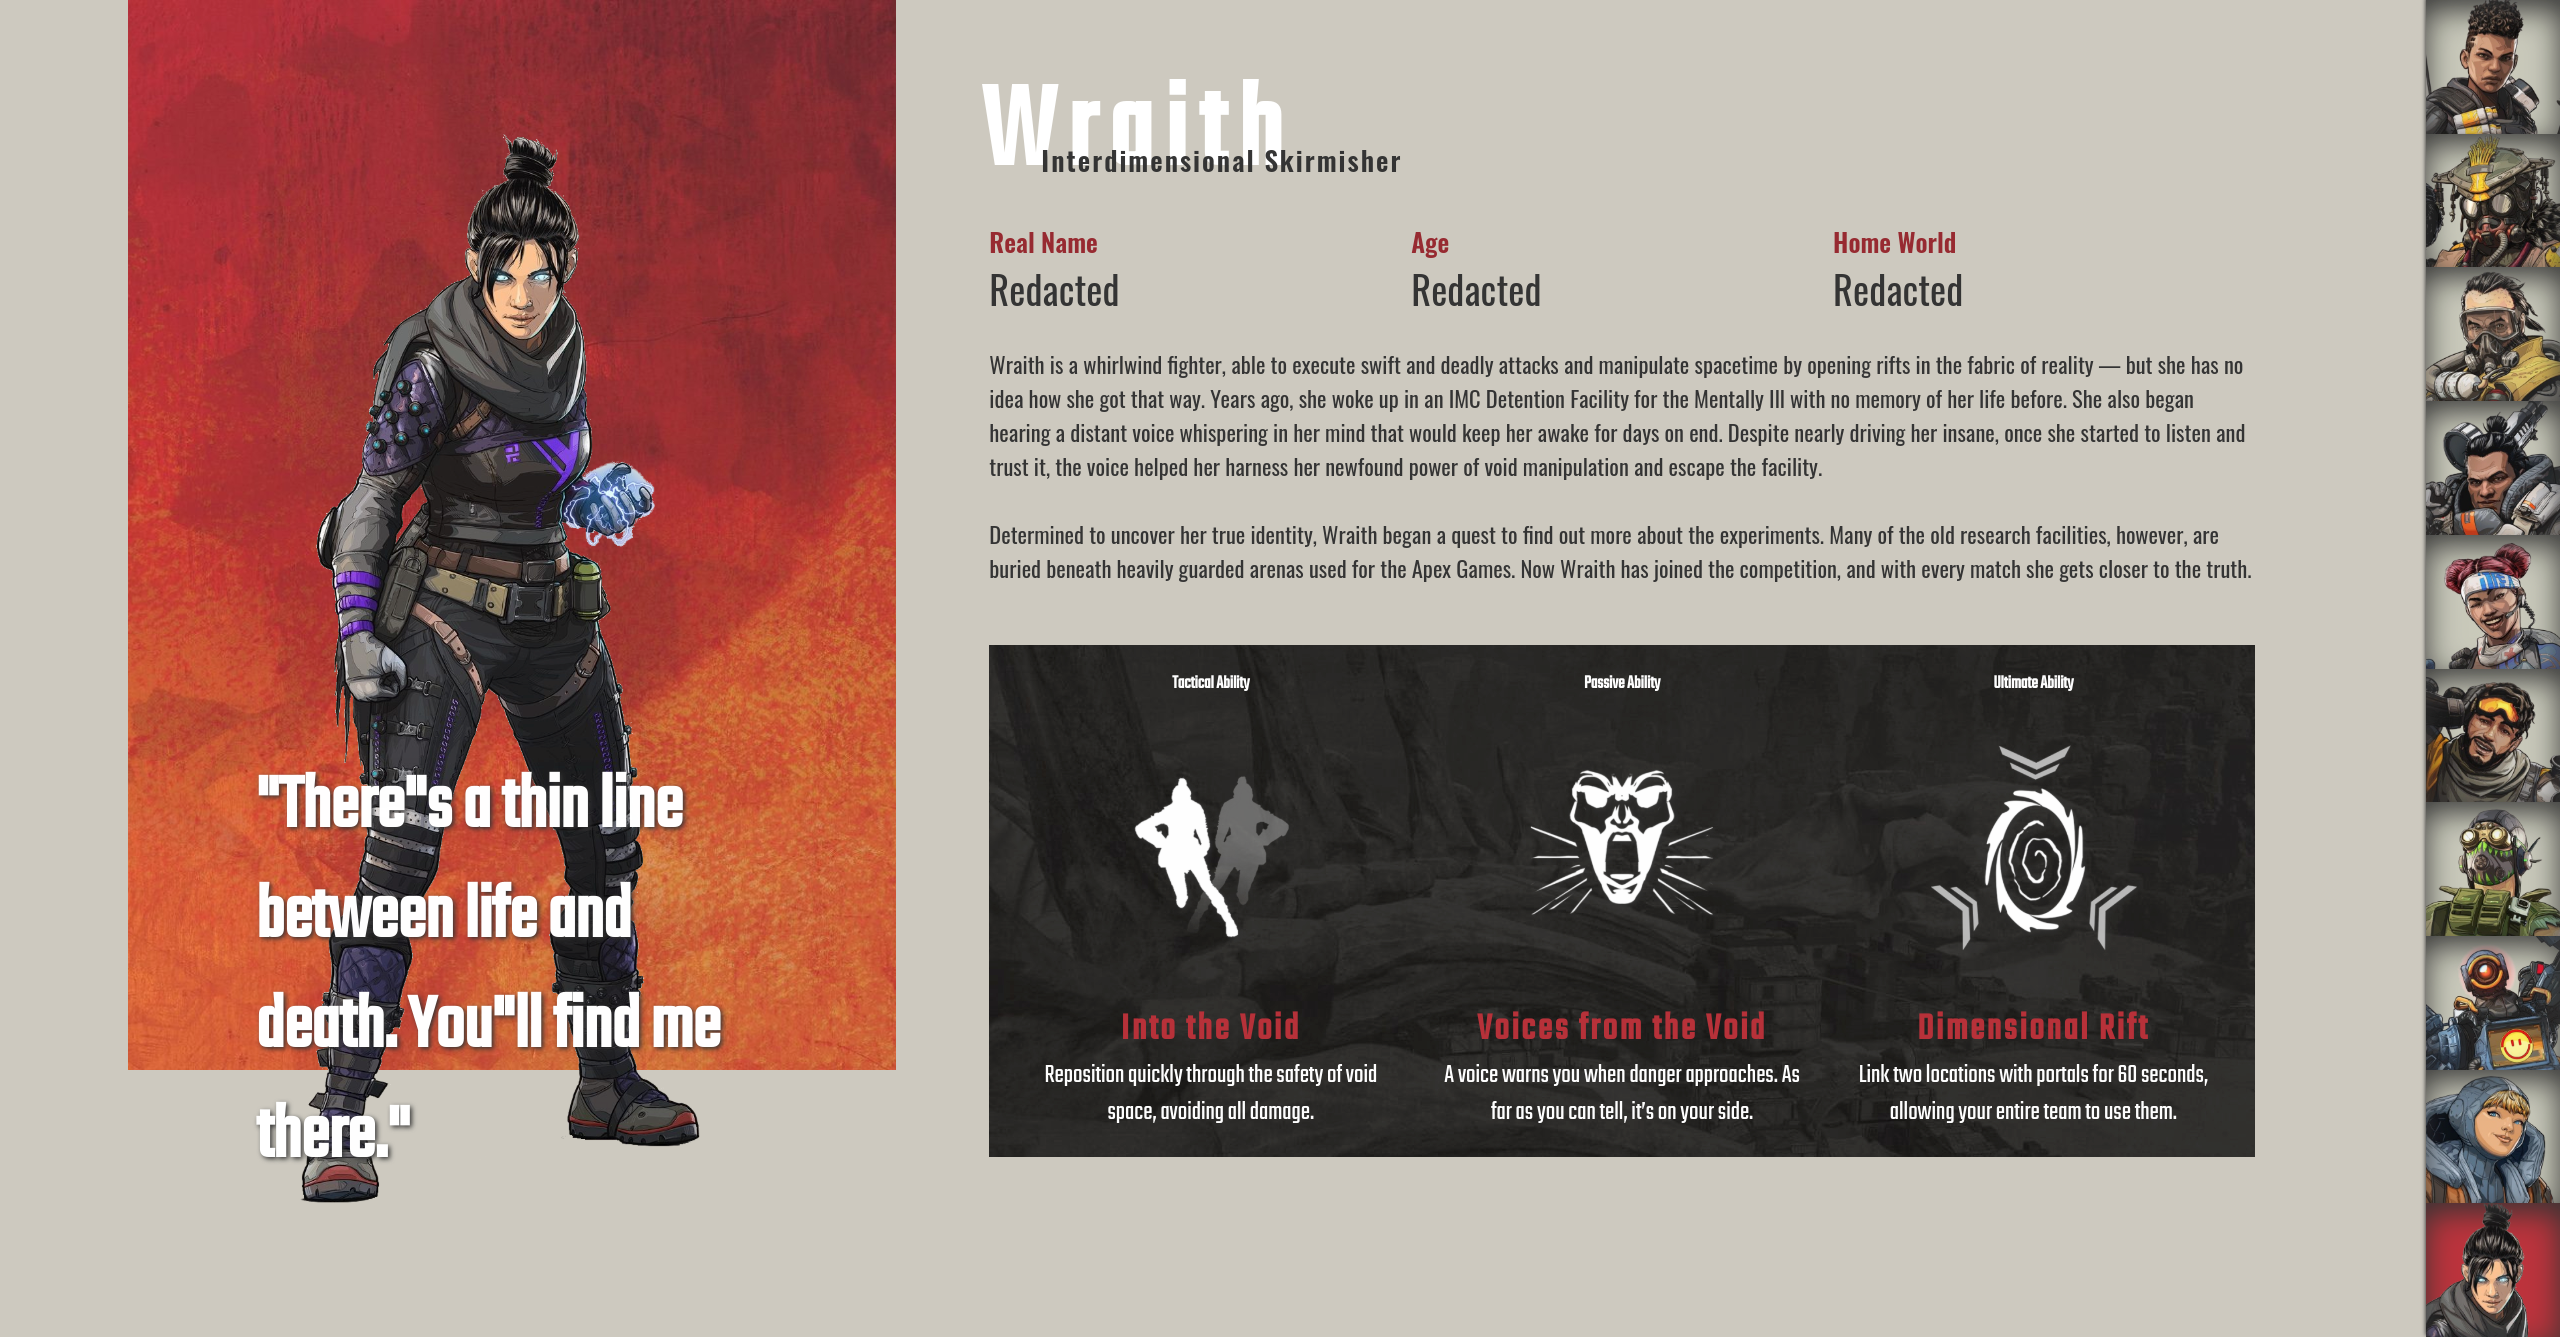 "There"s a thin line
between life and
death. You"ll find me
there."
Wraith
Interdimensional Skirmisher
Real Name
Redacted
Age
Redacted
Home World
Redacted
Wraith is a whirlwind fighter, able to execute swift and deadly attacks and manipulate spacetime by opening rifts in the fabric of reality — but she has no
idea how she got that way. Years ago, she woke up in an IMC Detention Facility for the Mentally Ill with no memory of her life before. She also began
hearing a distant voice whispering in her mind that would keep her awake for days on end. Despite nearly driving her insane, once she started to listen and
trust it, the voice helped her harness her newfound power of void manipulation and escape the facility.
Determined to uncover her true identity, Wraith began a quest to find out more about the experiments. Many of the old research facilities, however, are
buried beneath heavily guarded arenas used for the Apex Games. Now Wraith has joined the competition, and with every match she gets closer to the truth.
Tactical Ability
Into the Void
Reposition quickly through the safety of void
space, avoiding all damage.
Passive Ability
Voices from the Void
A voice warns you when danger approaches. As
far as you can tell, it’s on your side.
Ultimate Ability
Dimensional Rift
Link two locations with portals for 60 seconds,
allowing your entire team to use them.